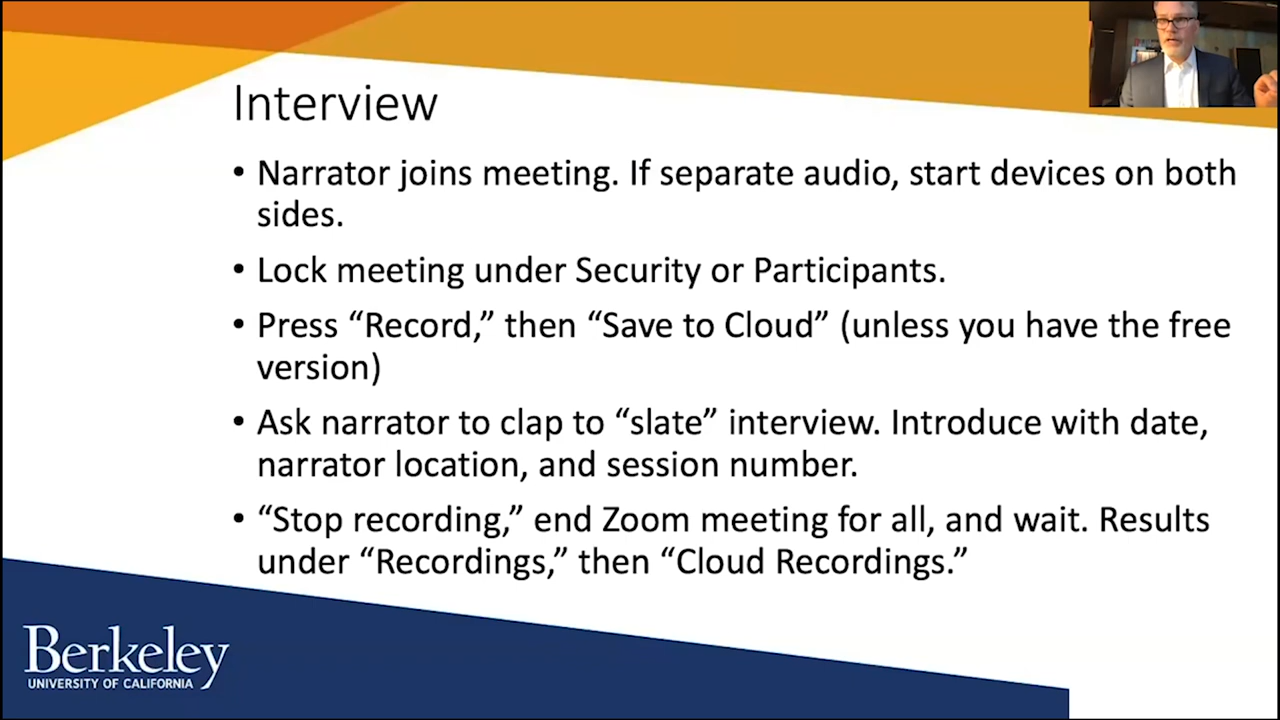 Interview
• Narrator joins meeting. If separate audio, start devices on both
sides.
• Lock meeting under Security or Participants.
• Press “Record,” then “Save to Cloud” (unless you have the free
version)
• Ask narrator to clap to “slate” interview. Introduce with date,
narrator location, and session number.
• “Stop recording,” end Zoom meeting for all, and wait. Results
under “Recordings,” then “Cloud Recordings.”
Berkeley
UNIVERSITY OF CALIFORNIA